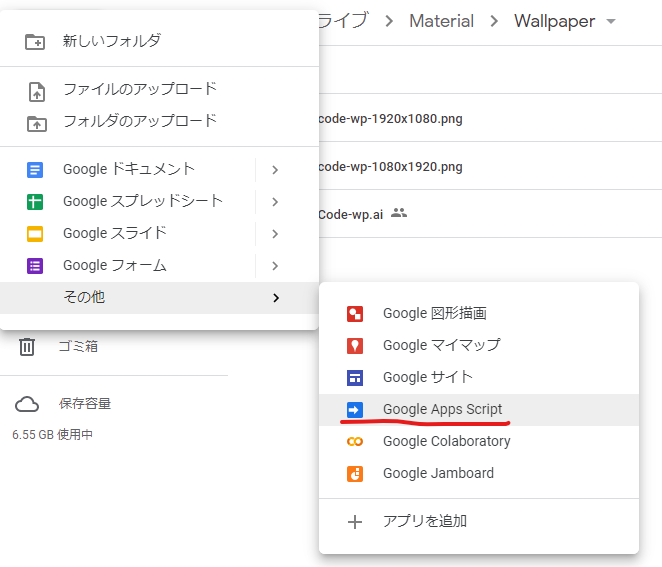 新しいフォルダ
ファイルのアップロード
フォルダのアップロード
Google ドキュメント
Google スプレッドシート
Google スライド
Google フォーム
その他
ゴミ箱
保存容量
6.55 GB 使用中
ライブ > Material > Wallpaper
code-wp-1920x1080.png
code-wp-1080x1920.png
Code-wp.ai
Google 図形描画
Google マイマップ
Google サイト
Google Apps Script
Google Colaboratory
Google Jamboard
アプリを追加